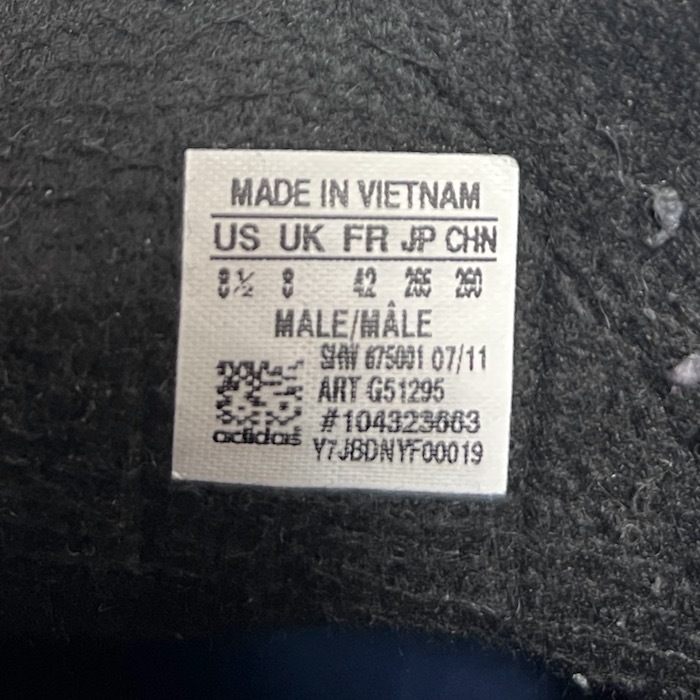 MADE IN VIETNAM
US UK FR JP CHN
8½ 8 42 265 260
MALE/MÂLE
SHW 675001 07/11
ART G51295
#104323663
adidas
Y7JBDNYF00019